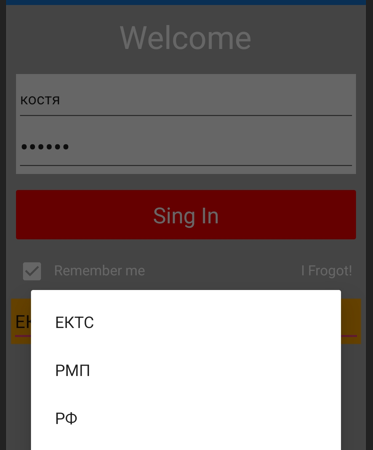 Welcome
костя
••••••
Sing In
Remember me
I Frogot!
ЕКТС
РМП
РФ